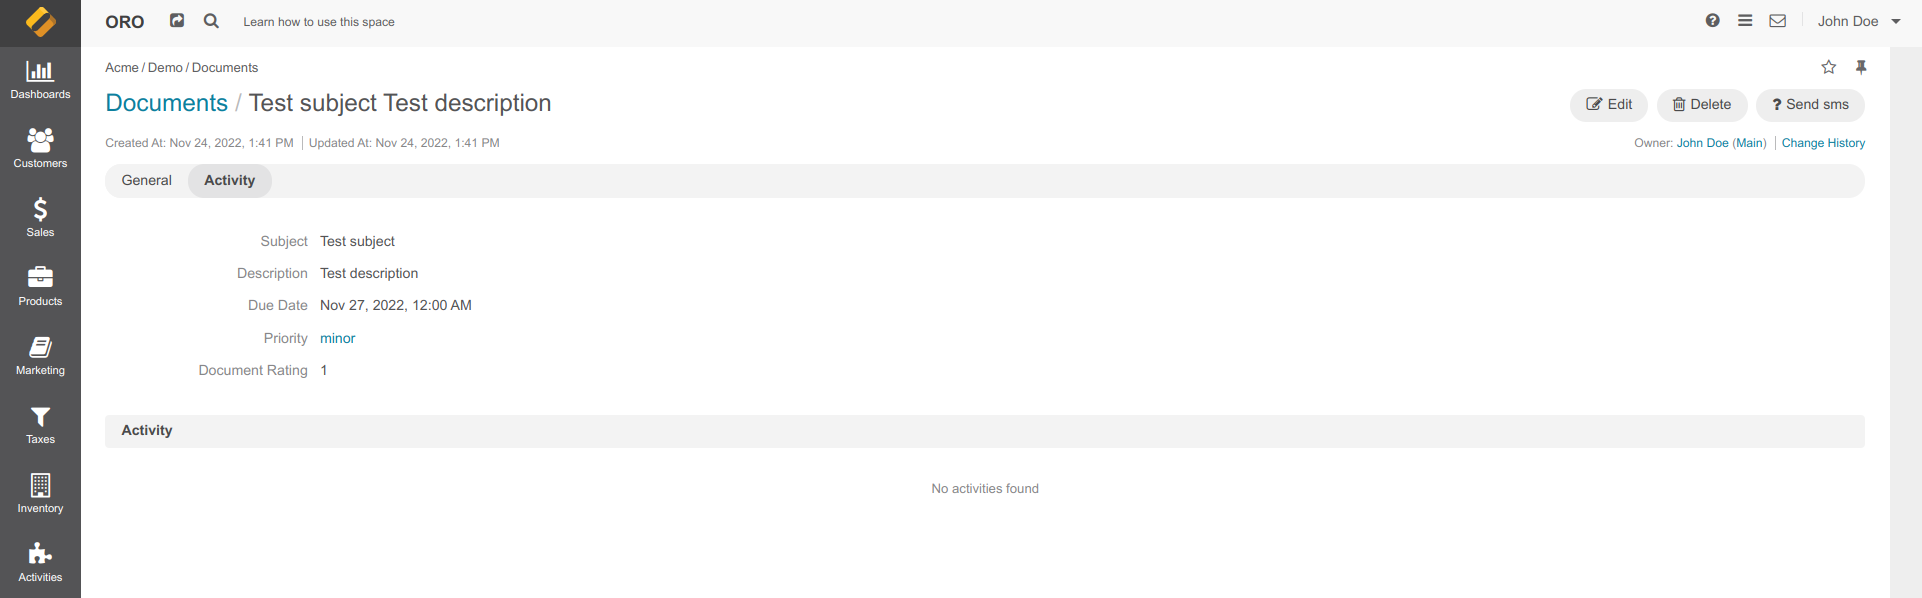 ORO Learn how to use this space John Doe
Acme / Demo / Documents
Documents / Test subject Test description
Edit Delete ? Send sms
Created At: Nov 24, 2022, 1:41 PM Updated At: Nov 24, 2022, 1:41 PM
Owner: John Doe (Main) Change History
General Activity
Subject Test subject
Description Test description
Due Date Nov 27, 2022, 12:00 AM
Priority minor
Document Rating 1
Activity
No activities found
Dashboards
Customers
Sales
Products
Marketing
Taxes
Inventory
Activities